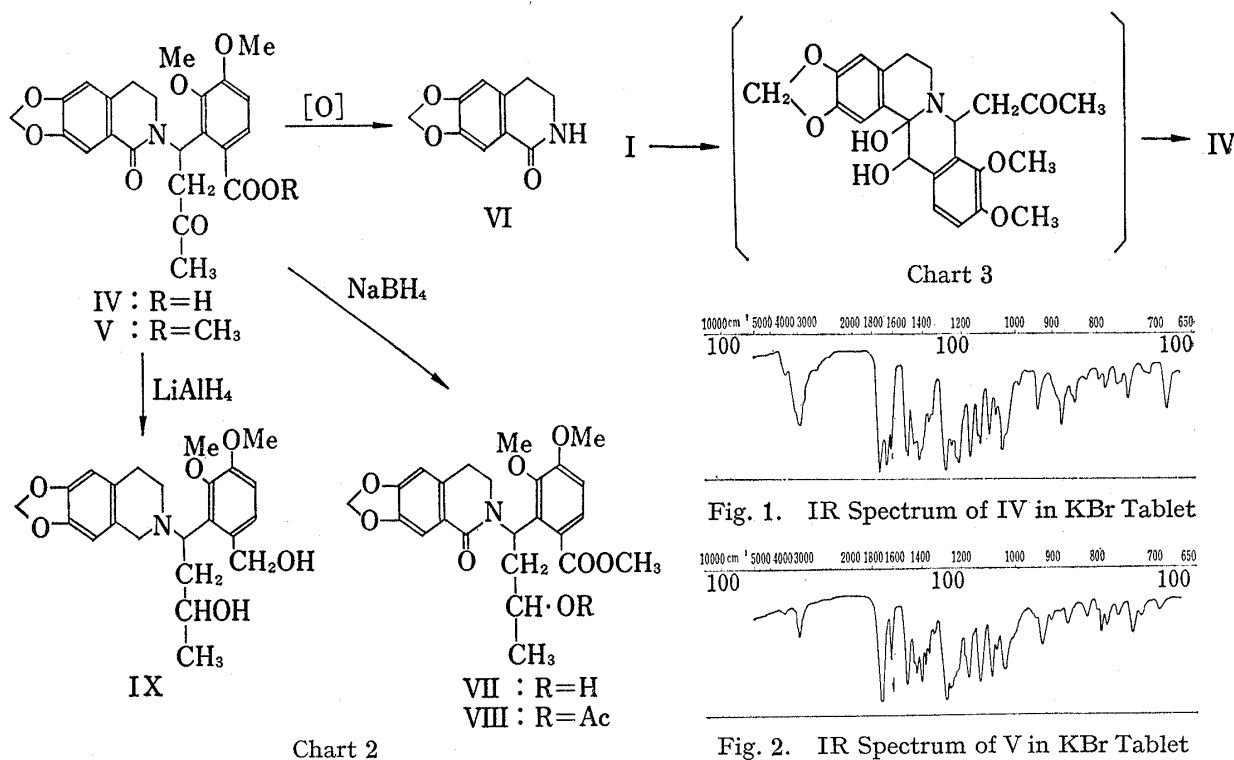 Me OMe
O
O
O
N
O
CH₂ COOR
CO
CH₃
IV : R=H
V : R=CH₃
[O]
O
O
NH
O
VI
I
O
CH₂
O
N CH₂COCH₃
HO
HO
OCH₃
OCH₃
IV
Chart 3
NaBH₄
LiAlH₄
Me OMe
O
O
O
N
CH₂ CH₂OH
CHOH
CH₃
IX
Me OMe
O
O
O
N
O
CH₂ COOCH₃
CH·OR
CH₃
VII : R=H
VIII : R=Ac
Chart 2
10000cm⁻¹ 5000 4000 3000 2000 1800 1600 1400 1200 1000 900 800 700 650
100 100 100
Fig. 1. IR Spectrum of IV in KBr Tablet
10000cm⁻¹ 5000 4000 3000 2000 1800 1600 1400 1200 1000 900 800 700 650
100 100 100
Fig. 2. IR Spectrum of V in KBr Tablet